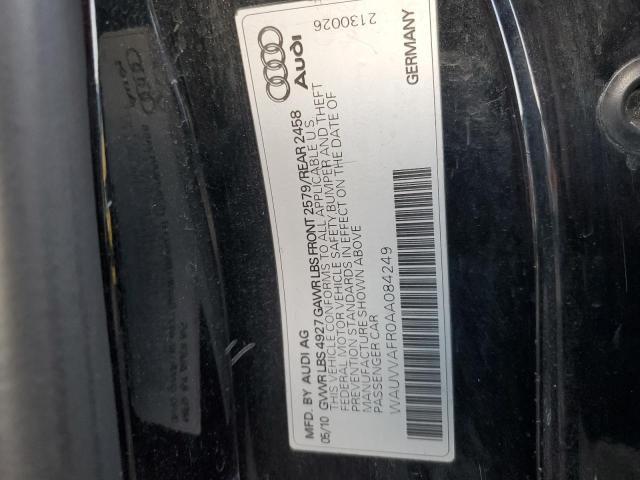 MFD. BY AUDI AG
05/10 GVWR LBS 4927 GAWR LBS FRONT 2579/REAR 2458
THIS VEHICLE CONFORMS TO ALL APPLICABLE U S
FEDERAL MOTOR VEHICLE SAFETY BUMPER AND THEFT
PREVENTION STANDARDS IN EFFECT ON THE DATE OF
MANUFACTURE SHOWN ABOVE
PASSENGER CAR
WAUVVAFR0AA084249
Audi
2130026
GERMANY